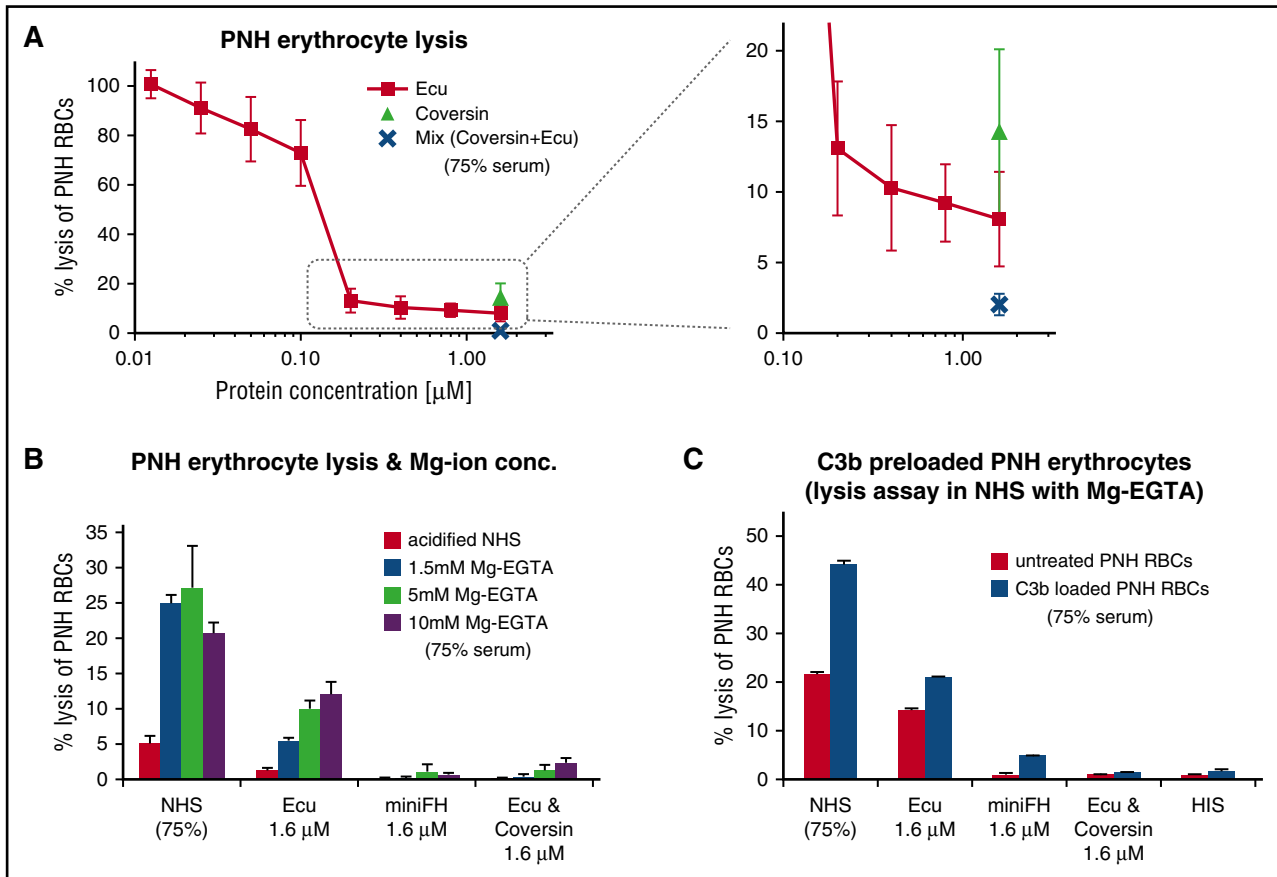 A
PNH erythrocyte lysis
% lysis of PNH RBCs
100
80
60
40
20
0
0.01
0.10
1.00
Protein concentration [μM]
Ecu
Coversin
Mix (Coversin+Ecu)
(75% serum)
20
15
10
5
0
0.10
1.00
B
PNH erythrocyte lysis & Mg-ion conc.
% lysis of PNH RBCs
35
30
25
20
15
10
5
0
acidified NHS
1.5mM Mg-EGTA
5mM Mg-EGTA
10mM Mg-EGTA
(75% serum)
NHS
(75%)
Ecu
1.6 μM
miniFH
1.6 μM
Ecu &
Coversin
1.6 μM
C
C3b preloaded PNH erythrocytes
(lysis assay in NHS with Mg-EGTA)
% lysis of PNH RBCs
50
40
30
20
10
0
untreated PNH RBCs
C3b loaded PNH RBCs
(75% serum)
NHS
(75%)
Ecu
1.6 μM
miniFH
1.6 μM
Ecu &
Coversin
1.6 μM
HIS